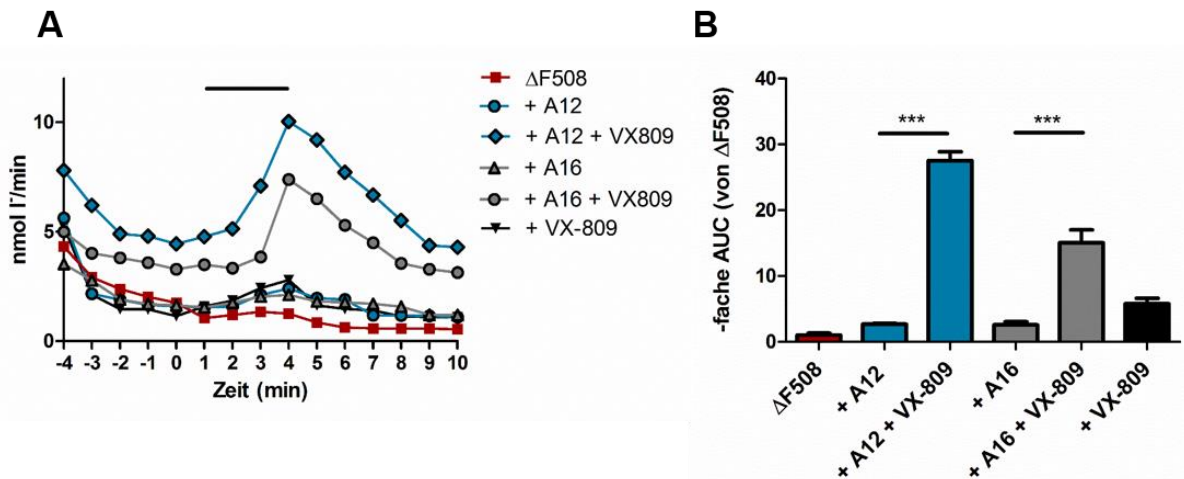 A
nmol I⁻/min
10
5
0
-4 -3 -2 -1 0 1 2 3 4 5 6 7 8 9 10
Zeit (min)
ΔF508
+ A12
+ A12 + VX809
+ A16
+ A16 + VX809
+ VX-809
B
-fache AUC (von ΔF508)
40
30
20
10
0
*** ***
ΔF508
+ A12
+ A12 + VX-809
+ A16
+ A16 + VX-809
+ VX-809